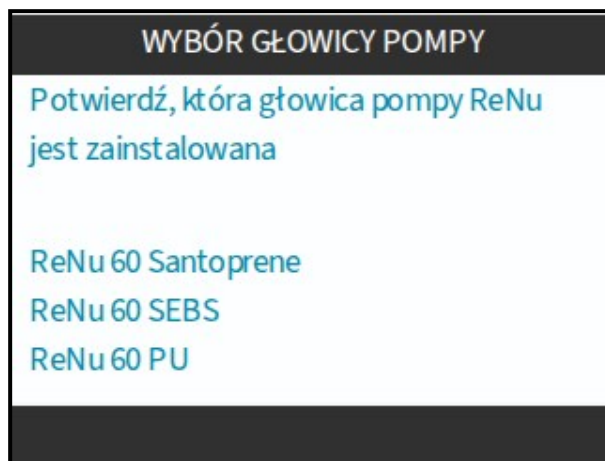 WYBÓR GŁOWICY POMPY
Potwierdź, która głowica pompy ReNu
jest zainstalowana
ReNu 60 Santoprene
ReNu 60 SEBS
ReNu 60 PU